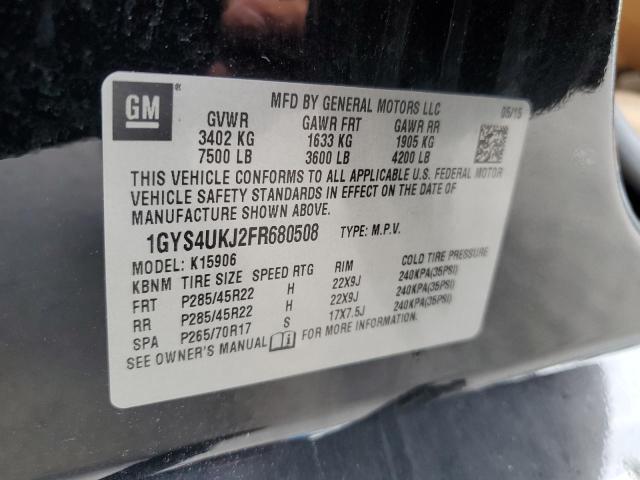 GM ®
MFD BY GENERAL MOTORS LLC 05/15
GVWR GAWR FRT GAWR RR
3402 KG 1633 KG 1905 KG
7500 LB 3600 LB 4200 LB
THIS VEHICLE CONFORMS TO ALL APPLICABLE U.S. FEDERAL MOTOR
VEHICLE SAFETY STANDARDS IN EFFECT ON THE DATE OF
MANUFACTURE SHOWN ABOVE.
1GYS4UKJ2FR680508 TYPE: M.P.V.
MODEL: K15906
KBNM TIRE SIZE SPEED RTG RIM COLD TIRE PRESSURE
FRT P285/45R22 H 22X9J 240KPA(35PSI)
RR P285/45R22 H 22X9J 240KPA(35PSI)
SPA P265/70R17 S 17X7.5J 240KPA(35PSI)
SEE OWNER'S MANUAL FOR MORE INFORMATION.